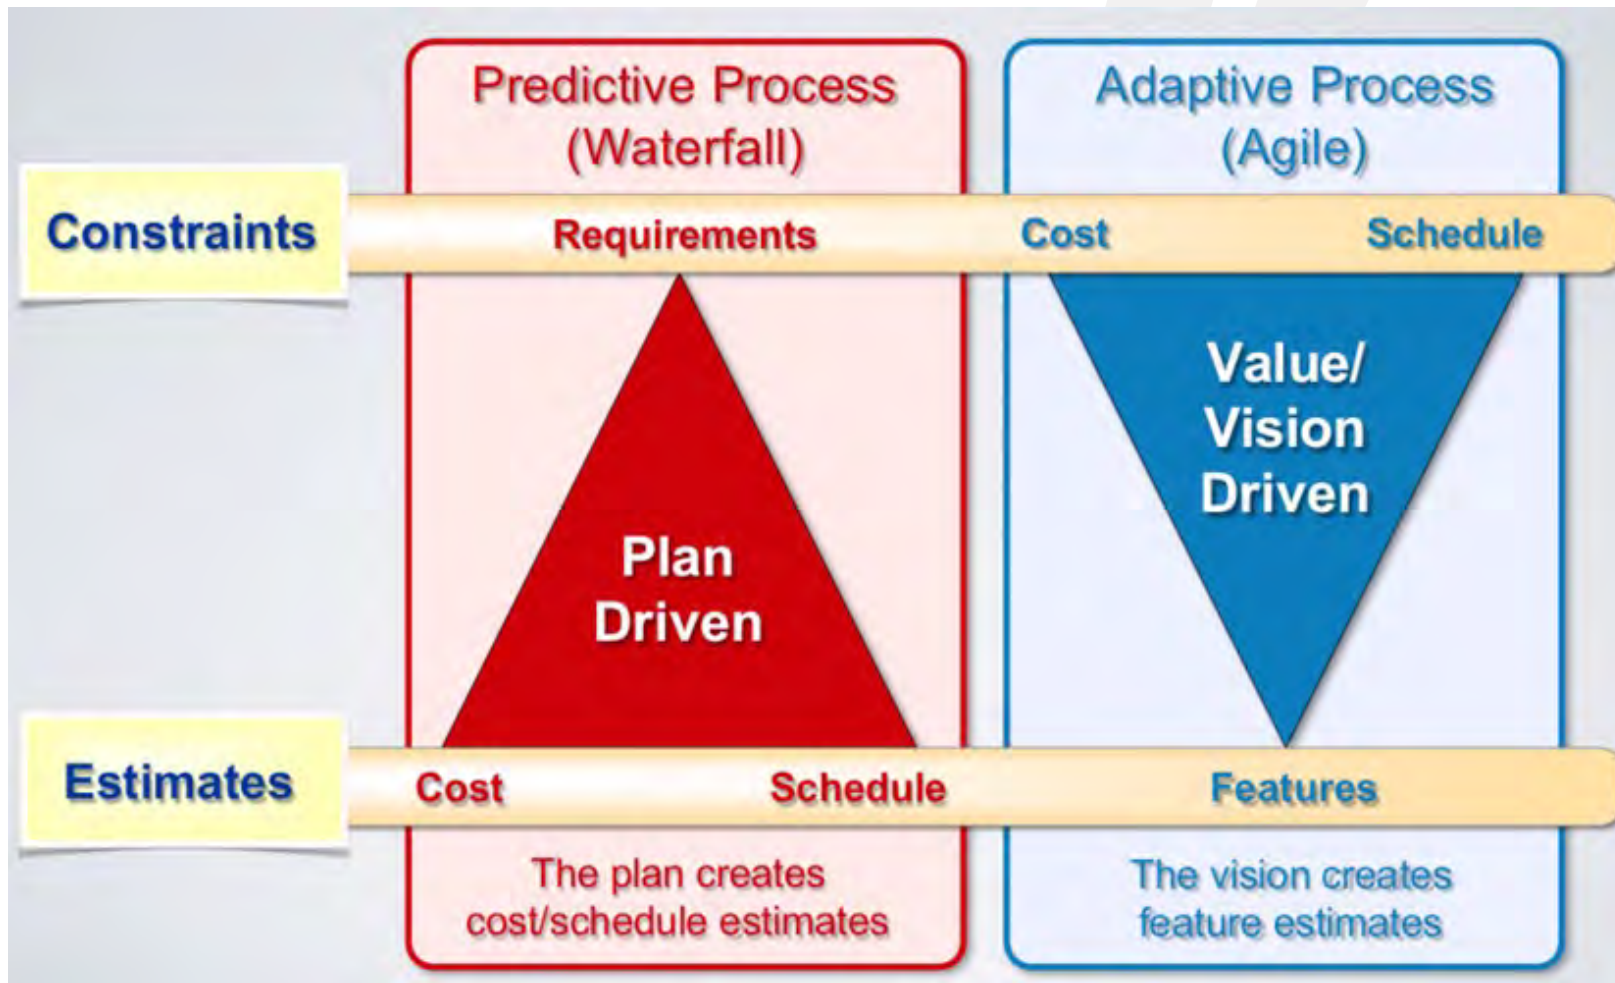 Predictive Process
(Waterfall)
Adaptive Process
(Agile)
Constraints
Requirements
Cost
Schedule
Plan
Driven
Value/
Vision
Driven
Estimates
Cost
Schedule
Features
The plan creates
cost/schedule estimates
The vision creates
feature estimates